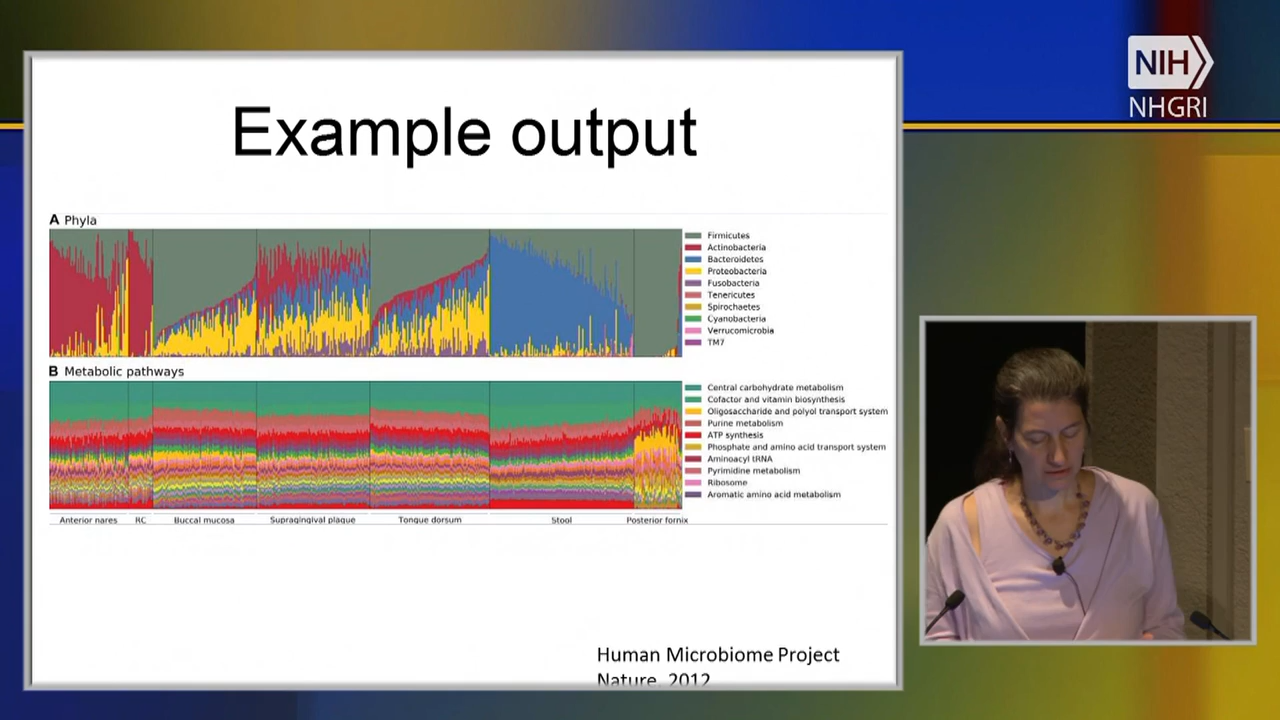 NIH
NHGRI
Example output
A Phyla
Firmicutes
Actinobacteria
Bacteroidetes
Proteobacteria
Fusobacteria
Tenericutes
Spirochaetes
Cyanobacteria
Verrucomicrobia
TM7
B Metabolic pathways
Central carbohydrate metabolism
Cofactor and vitamin biosynthesis
Oligosaccharide and polyol transport system
Purine metabolism
ATP synthesis
Phosphate and amino acid transport system
Aminoacyl tRNA
Pyrimidine metabolism
Ribosome
Aromatic amino acid metabolism
Anterior nares RC Buccal mucosa Supragingival plaque Tongue dorsum Stool Posterior fornix
Human Microbiome Project
Nature, 2012